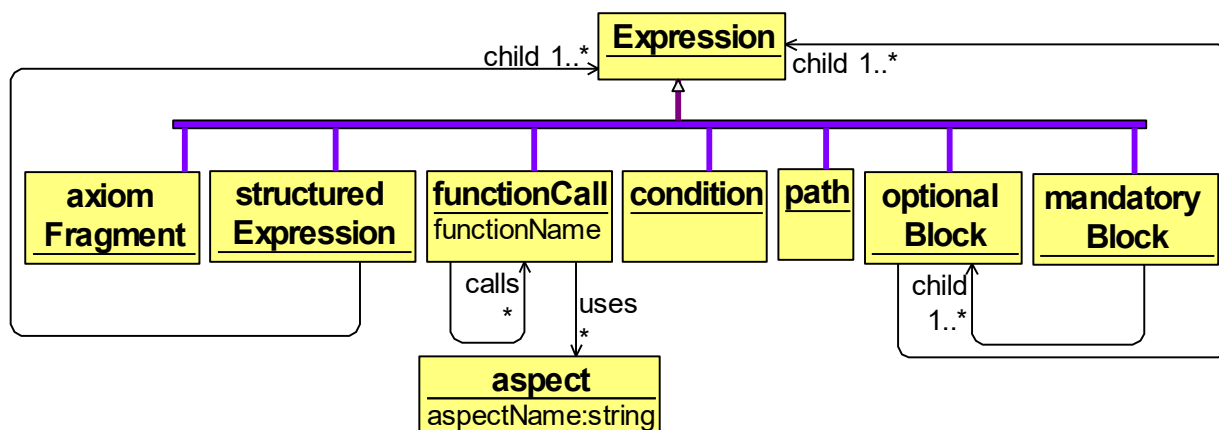 Expression
child 1..*
child 1..*
axiom
Fragment
structured
Expression
functionCall
functionName
condition
path
optional
Block
mandatory
Block
calls
*
uses
*
child
1..*
aspect
aspectName:string